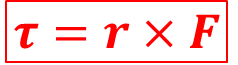 τ = r × F